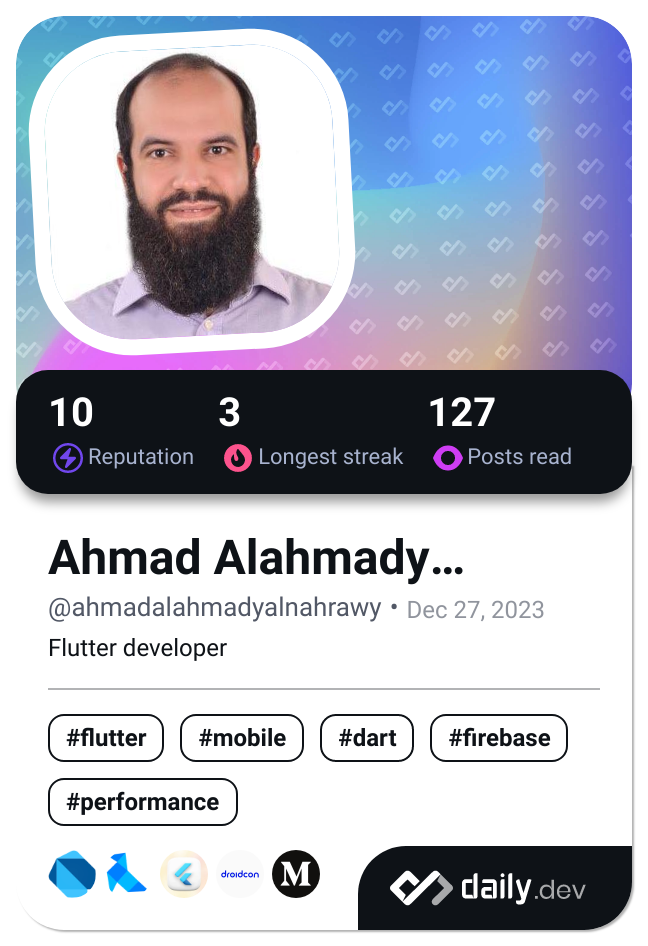 10 3 127
Reputation Longest streak Posts read
Ahmad Alahmady…
@ahmadalahmadyalnahrawy • Dec 27, 2023
Flutter developer
#flutter #mobile #dart #firebase
#performance
droidcon M
daily.dev